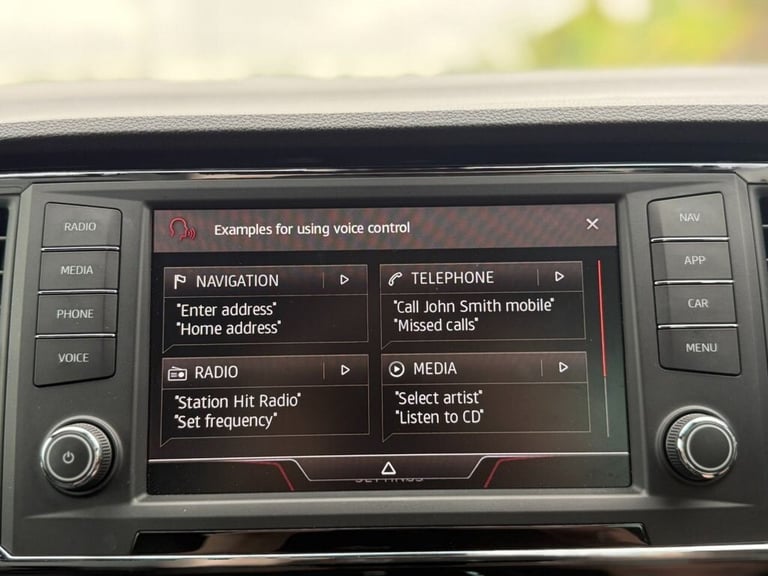 RADIO
MEDIA
PHONE
VOICE
Examples for using voice control
NAVIGATION
"Enter address"
"Home address"
TELEPHONE
"Call John Smith mobile"
"Missed calls"
RADIO
"Station Hit Radio"
"Set frequency"
MEDIA
"Select artist"
"Listen to CD"
NAV
APP
CAR
MENU